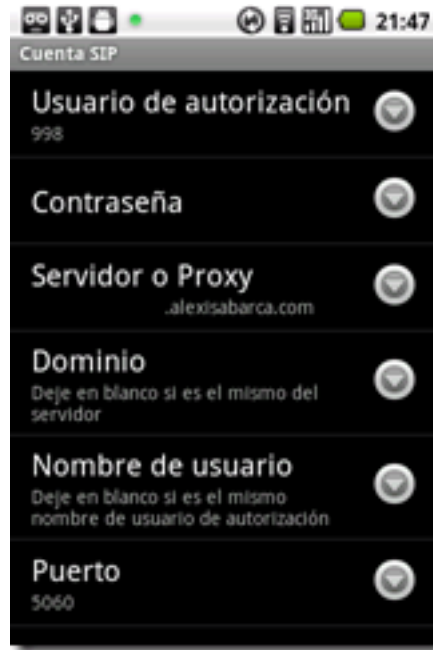 21:47
Cuenta SIP
Usuario de autorización
998
Contraseña
Servidor o Proxy
.alexisabarca.com
Dominio
Deje en blanco si es el mismo del
servidor
Nombre de usuario
Deje en blanco si es el mismo
nombre de usuario de autorización
Puerto
5060